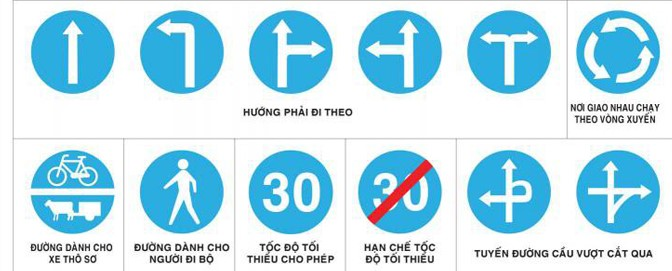 HƯỚNG PHẢI ĐI THEO
NƠI GIAO NHAU CHẠY
THEO VÒNG XUYẾN
30
30
ĐƯỜNG DÀNH CHO
XE THÔ SƠ
ĐƯỜNG DÀNH CHO
NGƯỜI ĐI BỘ
TỐC ĐỘ TỐI
THIỂU CHO PHÉP
HẠN CHẾ TỐC
ĐỘ TỐI THIỂU
TUYẾN ĐƯỜNG CẦU VƯỢT CẮT QUA